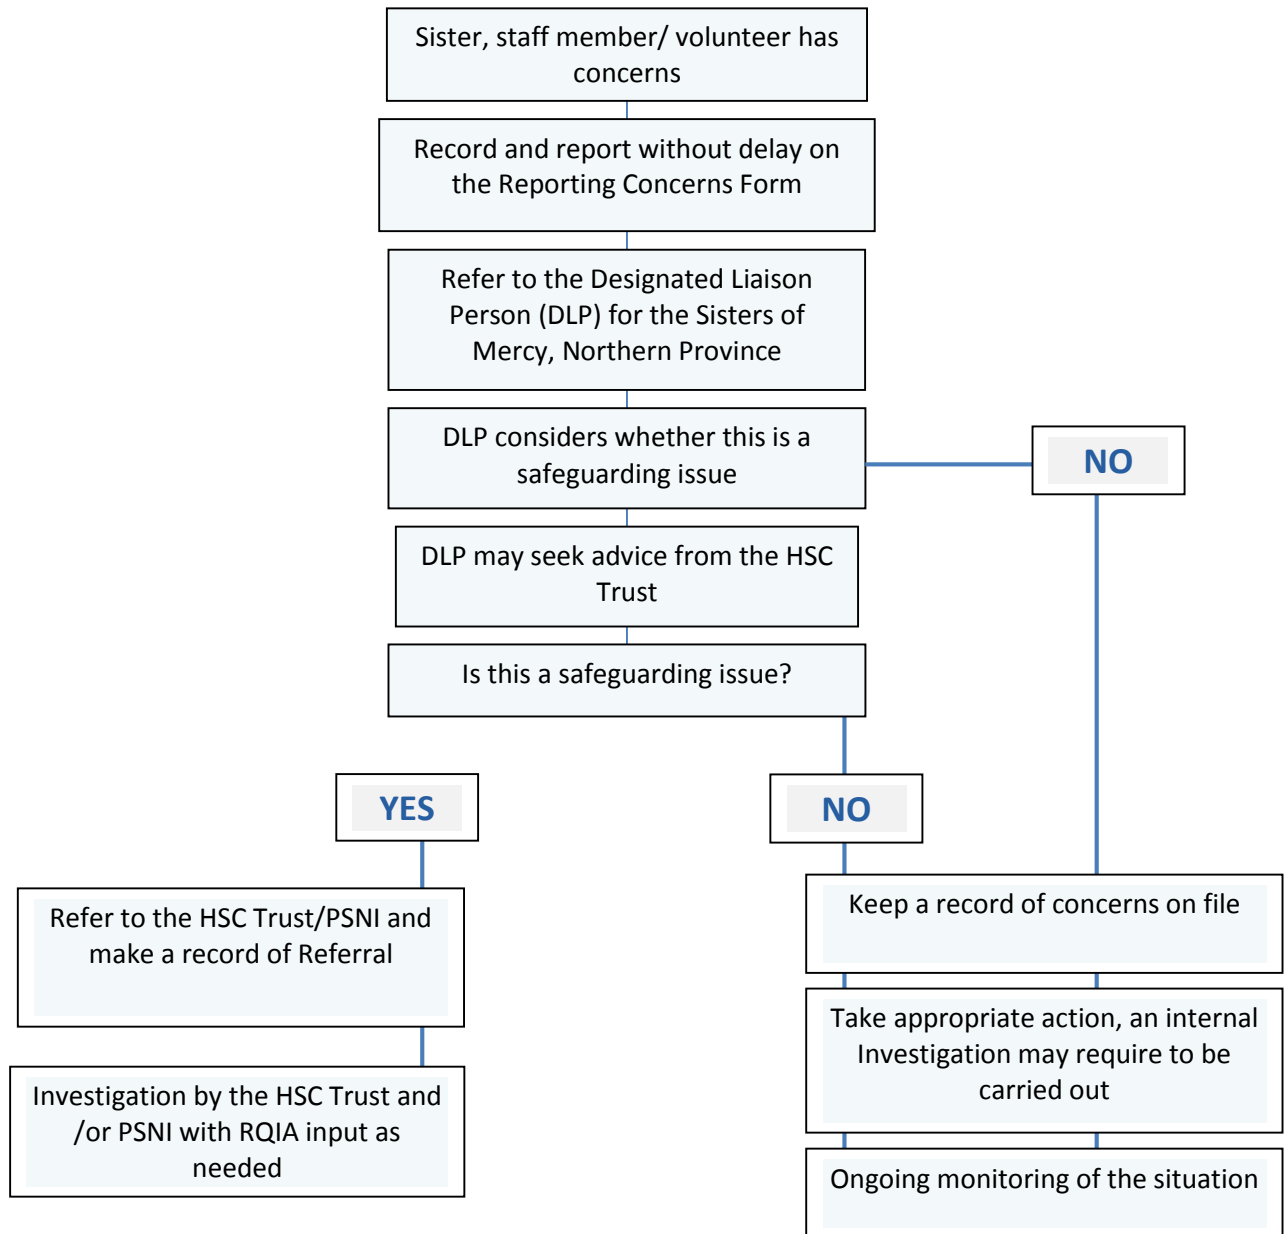 Sister, staff member/ volunteer has
concerns
Record and report without delay on
the Reporting Concerns Form
Refer to the Designated Liaison
Person (DLP) for the Sisters of
Mercy, Northern Province
DLP considers whether this is a
safeguarding issue
NO
DLP may seek advice from the HSC
Trust
Is this a safeguarding issue?
YES
NO
Refer to the HSC Trust/PSNI and
make a record of Referral
Investigation by the HSC Trust and
/or PSNI with RQIA input as
needed
Keep a record of concerns on file
Take appropriate action, an internal
Investigation may require to be
carried out
Ongoing monitoring of the situation